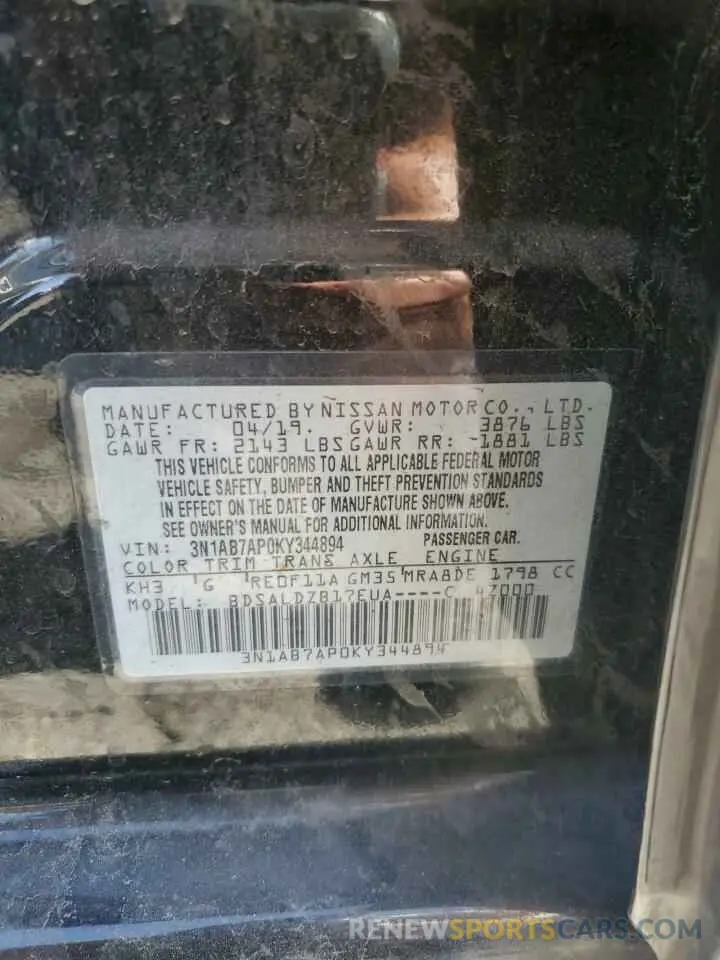 MANUFACTURED BY NISSAN MOTOR CO., LTD.
DATE: 04/19. GVWR: 3876 LBS
GAWR FR: 2143 LBS GAWR RR: 1881 LBS
THIS VEHICLE CONFORMS TO ALL APPLICABLE FEDERAL MOTOR
VEHICLE SAFETY, BUMPER AND THEFT PREVENTION STANDARDS
IN EFFECT ON THE DATE OF MANUFACTURE SHOWN ABOVE.
SEE OWNER'S MANUAL FOR ADDITIONAL INFORMATION.
VIN: 3N1AB7AP0KY344894 PASSENGER CAR.
COLOR TRIM TRANS AXLE ENGINE
KH3 G RE0F11A GM35 MRA8DE 1798 CC
MODEL: BDSALDZB17EUA----C 47000
3N1AB7AP0KY344894
RENEWSPORTSCARS.COM